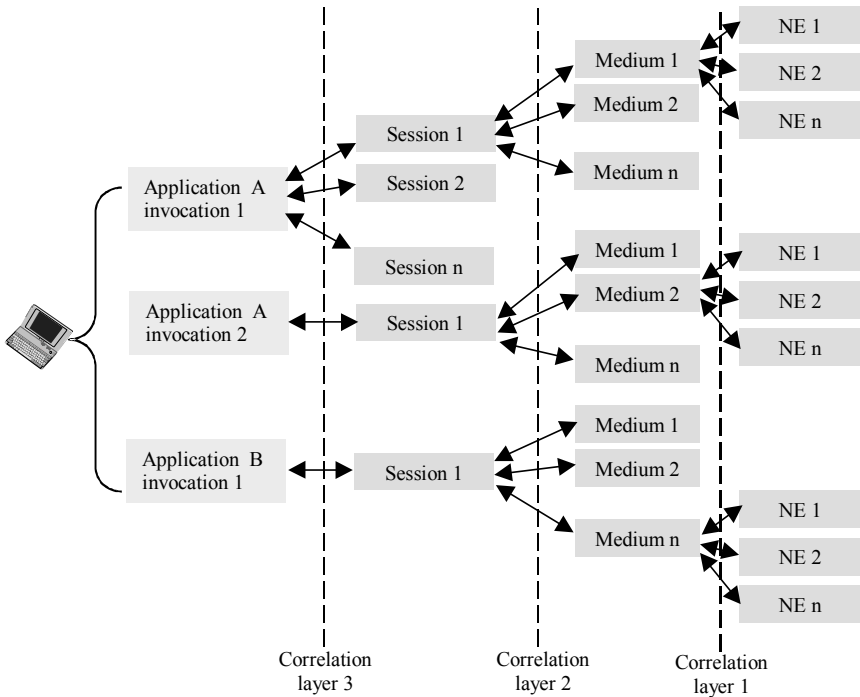 Application A
invocation 1
Application A
invocation 2
Application B
invocation 1
Session 1
Session 2
Session n
Session 1
Session 1
Medium 1
Medium 2
Medium n
Medium 1
Medium 2
Medium n
Medium 1
Medium 2
Medium n
NE 1
NE 2
NE n
NE 1
NE 2
NE n
NE 1
NE 2
NE n
Correlation
layer 3
Correlation
layer 2
Correlation
layer 1